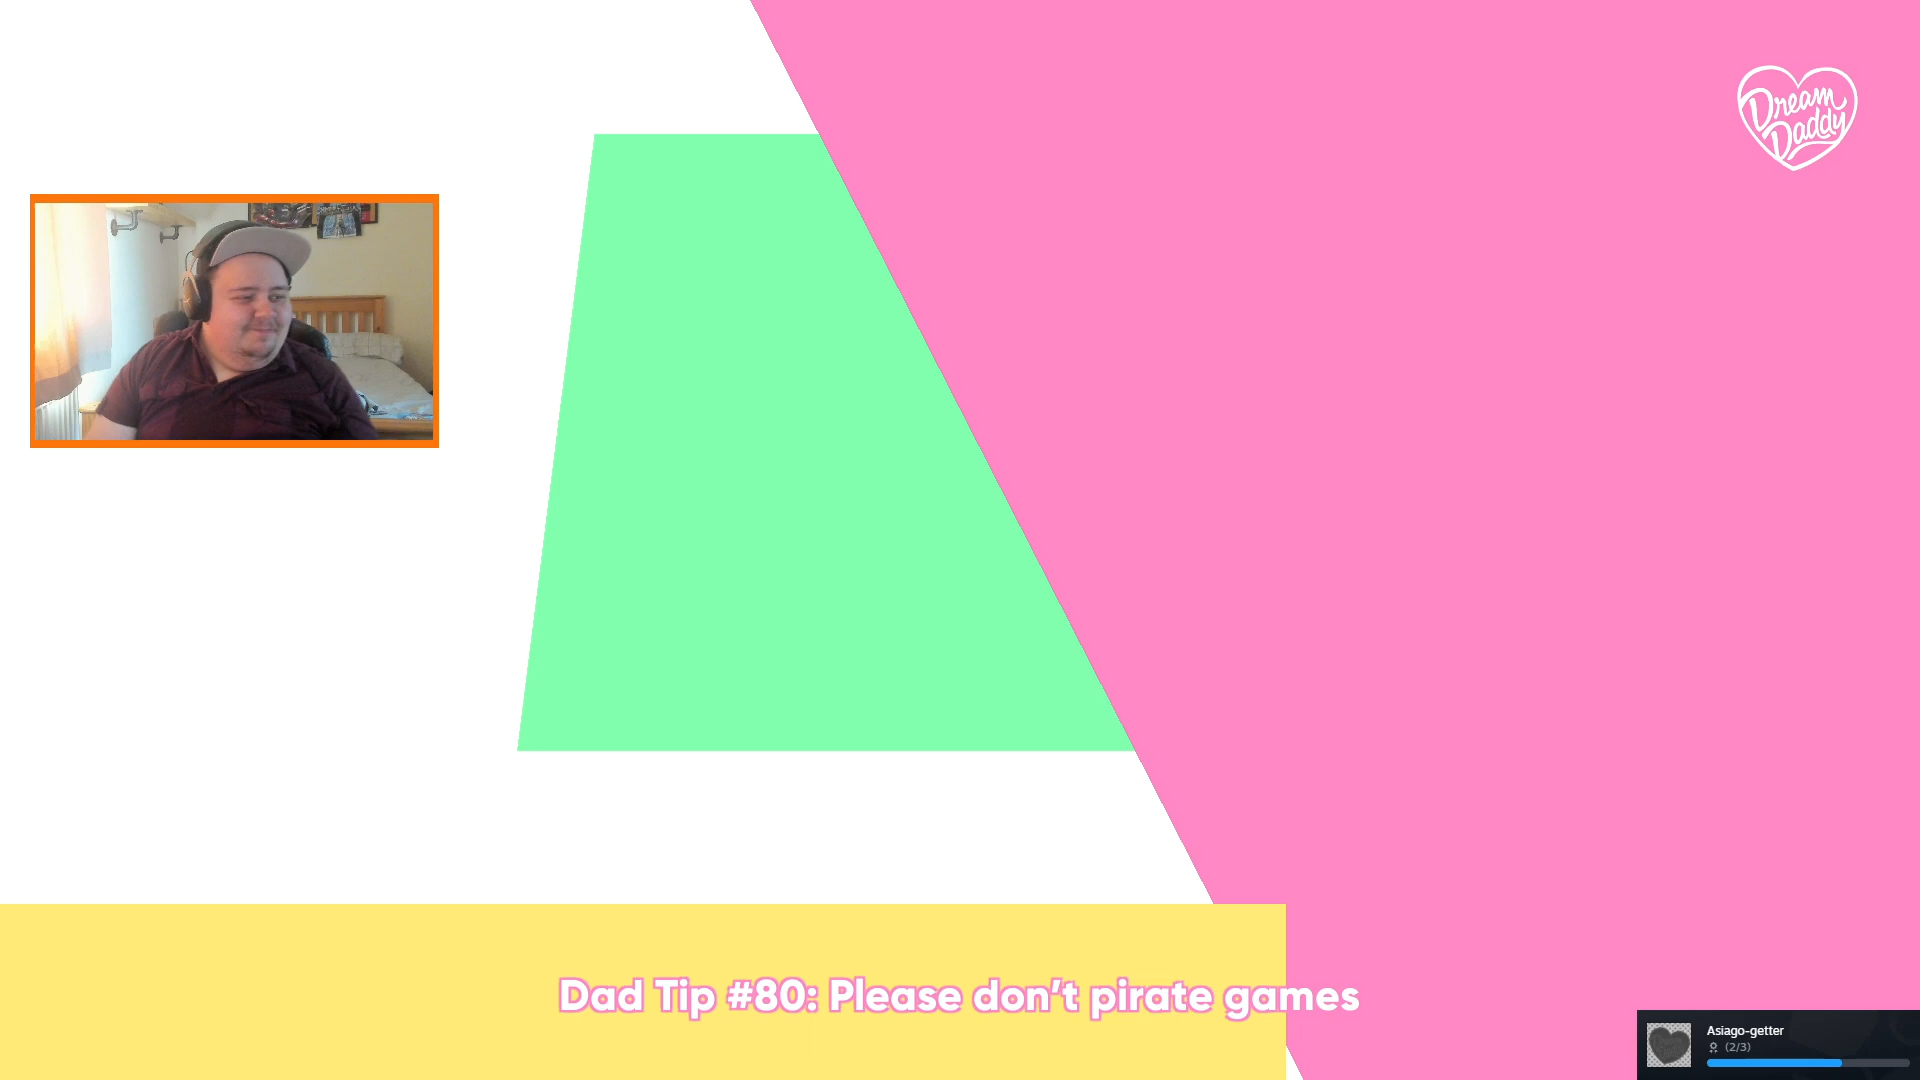 Dream
Daddy
Dad Tip #80: Please don't pirate games
Asiago-getter
(2/3)